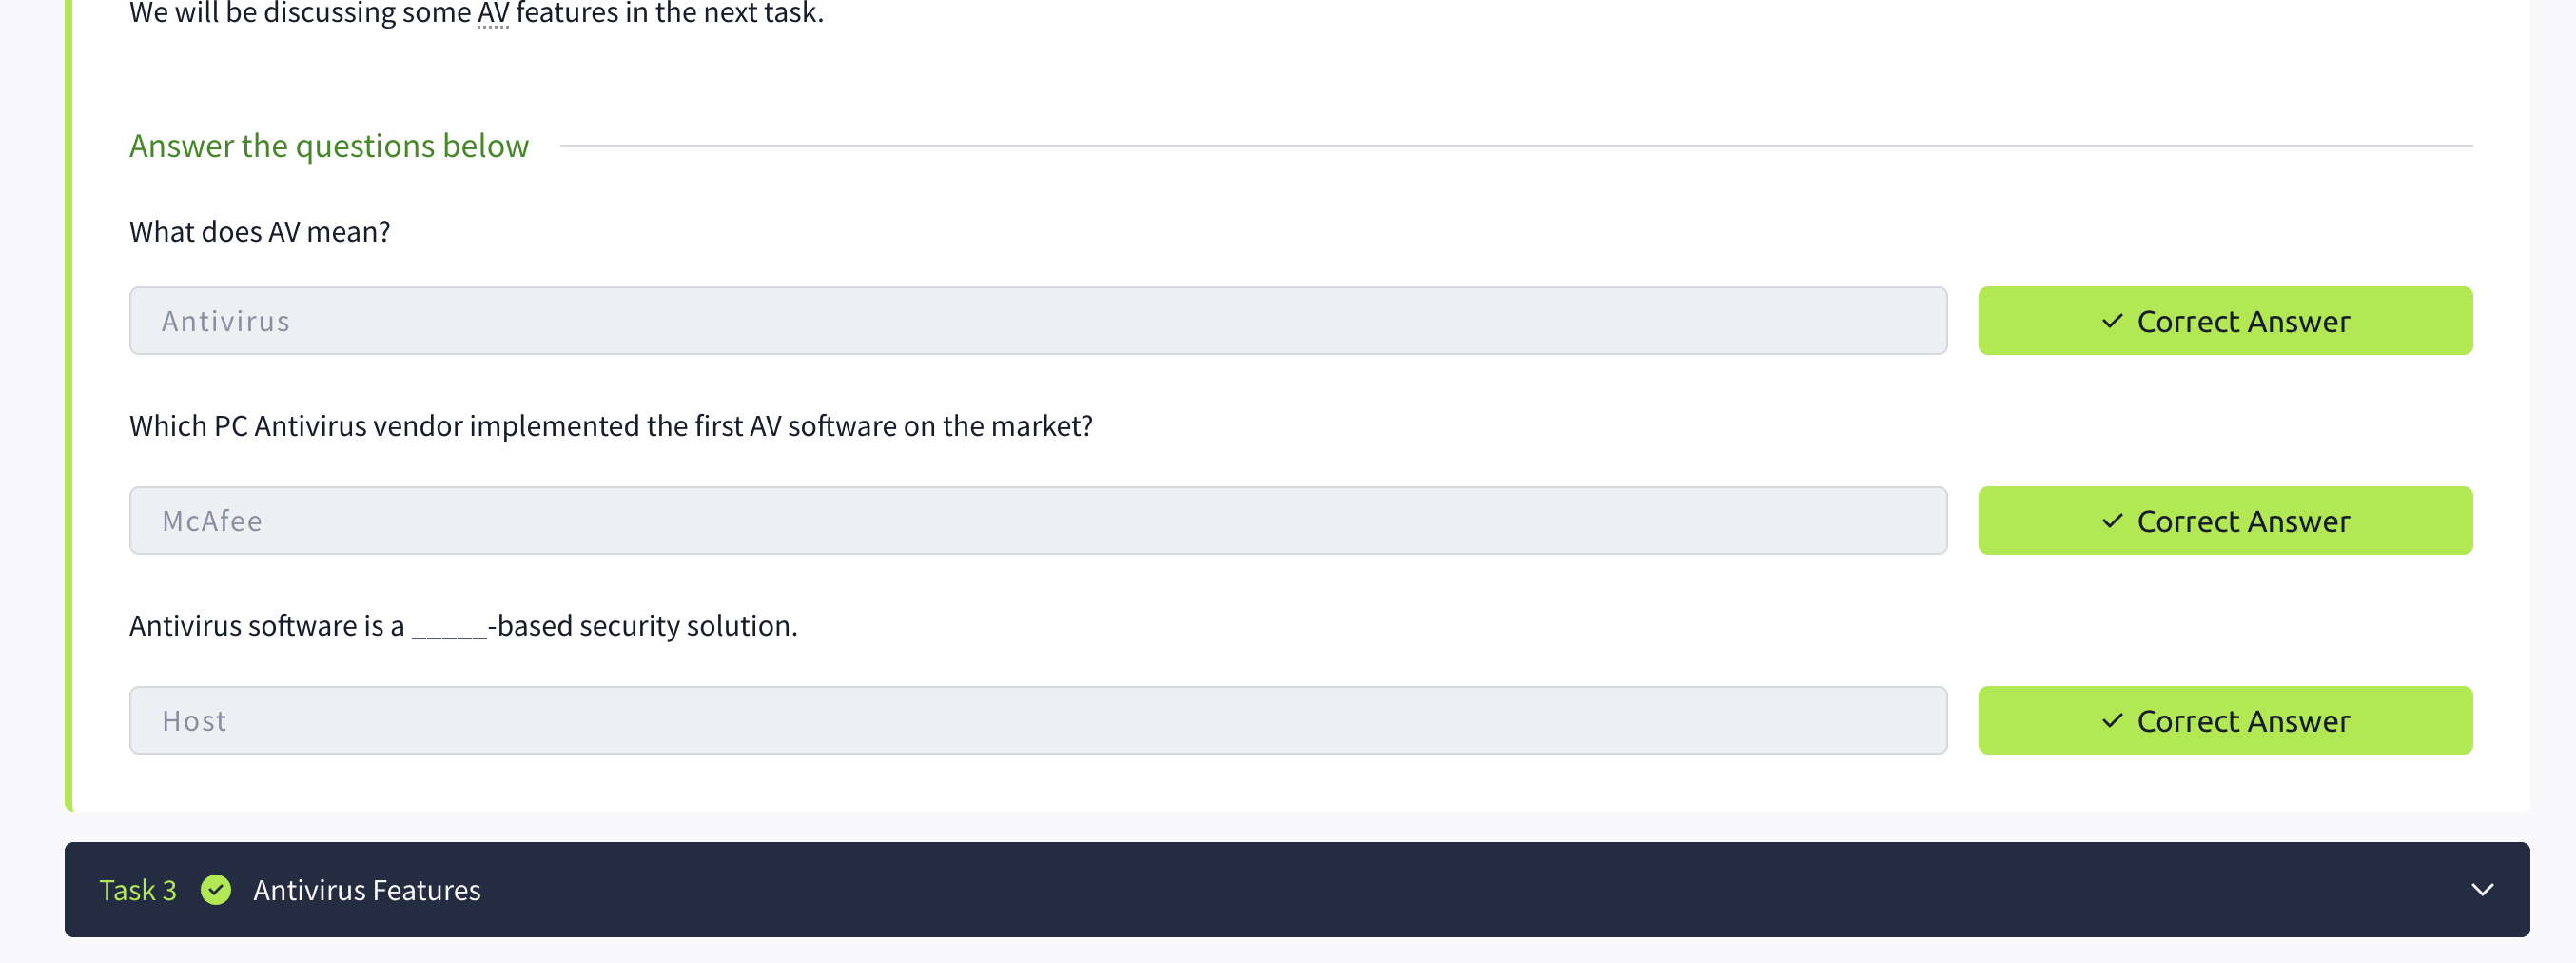 We will be discussing some AV features in the next task.
Answer the questions below
What does AV mean?
Antivirus
Correct Answer
Which PC Antivirus vendor implemented the first AV software on the market?
McAfee
Correct Answer
Antivirus software is a _____-based security solution.
Host
Correct Answer
Task 3 Antivirus Features